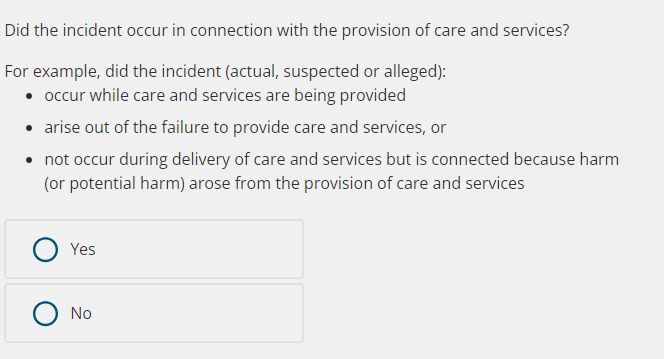 Did the incident occur in connection with the provision of care and services?
For example, did the incident (actual, suspected or alleged):
• occur while care and services are being provided
• arise out of the failure to provide care and services, or
• not occur during delivery of care and services but is connected because harm
(or potential harm) arose from the provision of care and services
Yes
No